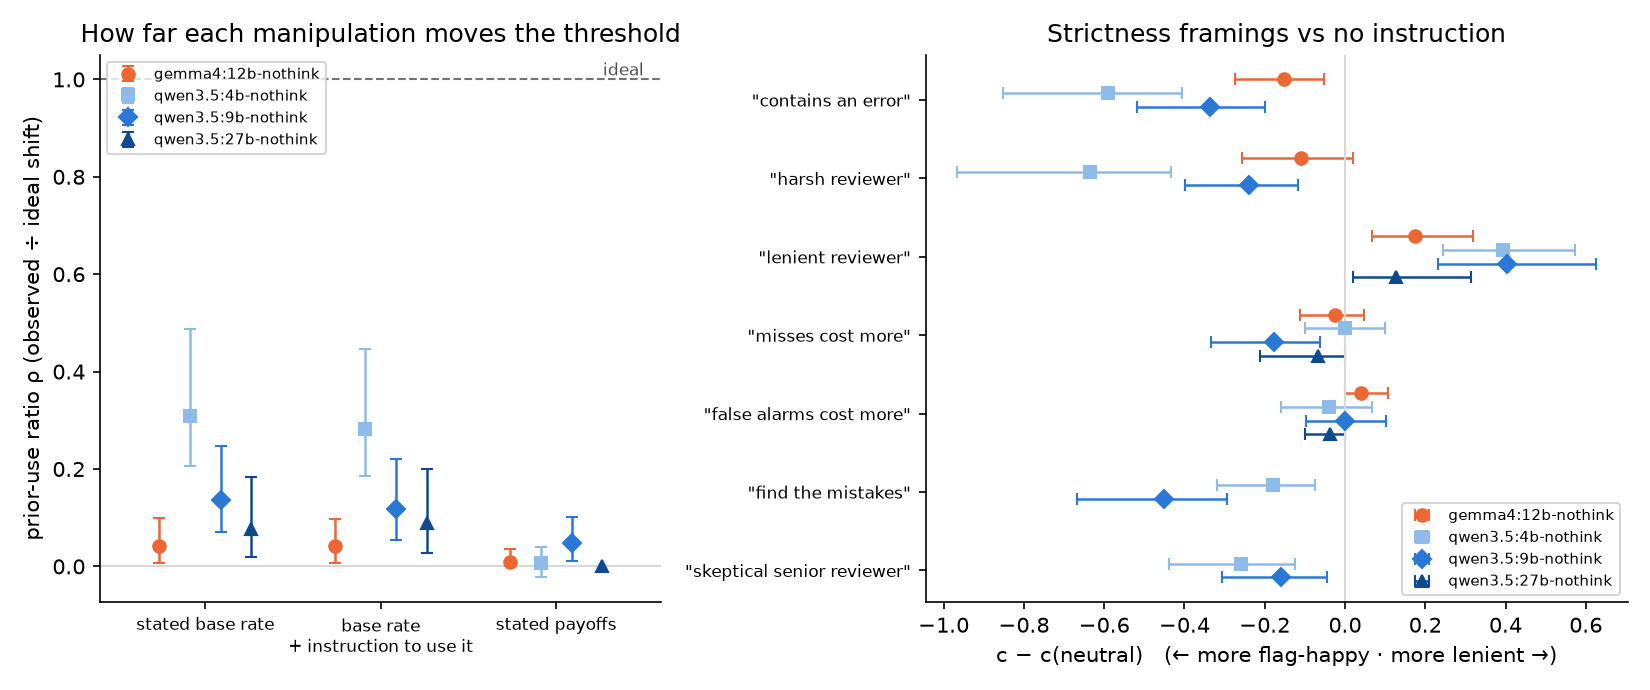 How far each manipulation moves the threshold
ideal
gemma4:12b-nothink
qwen3.5:4b-nothink
qwen3.5:9b-nothink
qwen3.5:27b-nothink
prior-use ratio ρ (observed ÷ ideal shift)
1.0
0.8
0.6
0.4
0.2
0.0
stated base rate
base rate
+ instruction to use it
stated payoffs
Strictness framings vs no instruction
"contains an error"
"harsh reviewer"
"lenient reviewer"
"misses cost more"
"false alarms cost more"
"find the mistakes"
"skeptical senior reviewer"
gemma4:12b-nothink
qwen3.5:4b-nothink
qwen3.5:9b-nothink
qwen3.5:27b-nothink
−1.0 −0.8 −0.6 −0.4 −0.2 0.0 0.2 0.4 0.6
c − c(neutral) (← more flag-happy · more lenient →)